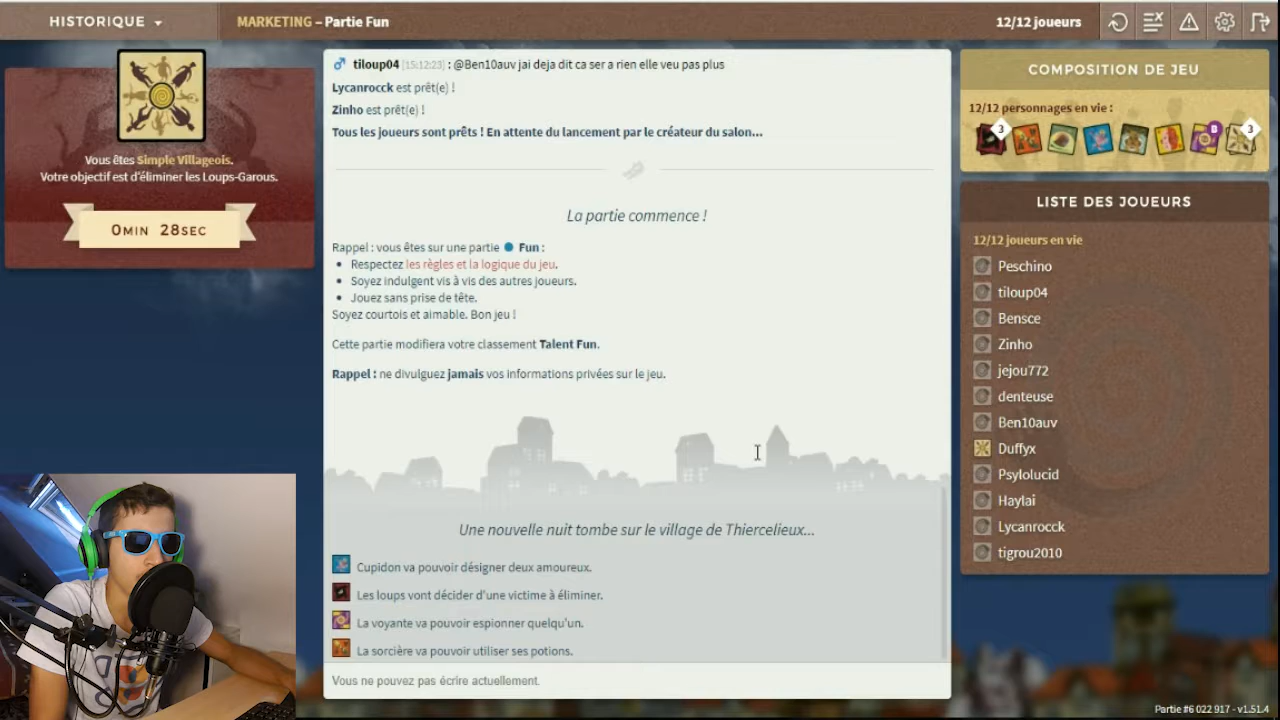 HISTORIQUE
MARKETING – Partie Fun
12/12 joueurs
Vous êtes Simple Villageois.
Votre objectif est d'éliminer les Loups-Garous.
0MIN 28SEC
tiloup04 [15:12:23] : @Ben10auv jai deja dit ca ser a rien elle veu pas plus
Lycanrocck est prêt(e) !
Zinho est prêt(e) !
Tous les joueurs sont prêts ! En attente du lancement par le créateur du salon...
La partie commence !
Rappel : vous êtes sur une partie Fun :
• Respectez les règles et la logique du jeu.
• Soyez indulgent vis à vis des autres joueurs.
• Jouez sans prise de tête.
Soyez courtois et aimable. Bon jeu !
Cette partie modifiera votre classement Talent Fun.
Rappel : ne divulguez jamais vos informations privées sur le jeu.
Une nouvelle nuit tombe sur le village de Thiercelieux...
Cupidon va pouvoir désigner deux amoureux.
Les loups vont décider d'une victime à éliminer.
La voyante va pouvoir espionner quelqu'un.
La sorcière va pouvoir utiliser ses potions.
Vous ne pouvez pas écrire actuellement.
COMPOSITION DE JEU
12/12 personnages en vie :
3
B
3
LISTE DES JOUEURS
12/12 joueurs en vie
Peschino
tiloup04
Bensce
Zinho
jejou772
denteuse
Ben10auv
Duffyx
Psylolucid
Haylai
Lycanrocck
tigrou2010
Partie #6 022 917 - v1.51.4